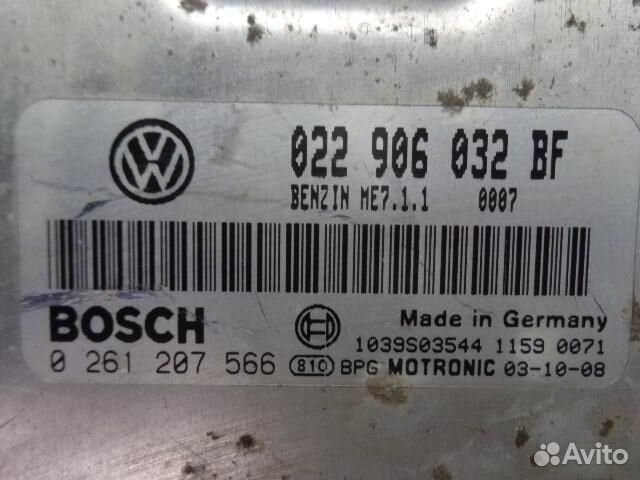 022 906 032 BF
BENZIN ME7.1.1 0007
BOSCH
Made in Germany
1039S03544 1159 0071
0 261 207 566 810 BPG MOTRONIC 03-10-08
Avito